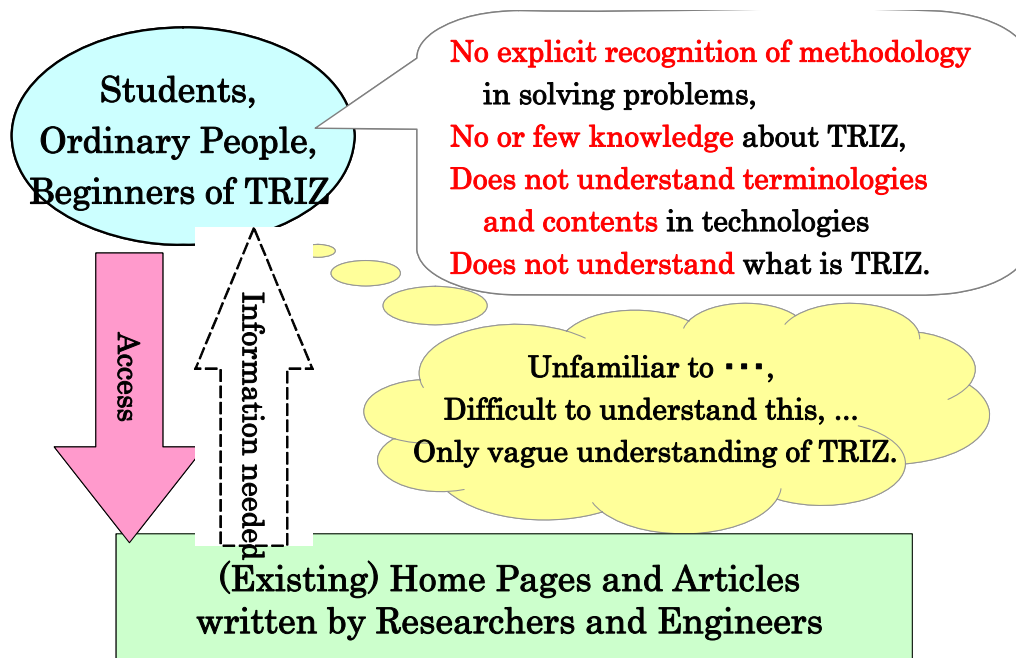 Students,
Ordinary People,
Beginners of TRIZ
No explicit recognition of methodology
in solving problems,
No or few knowledge about TRIZ,
Does not understand terminologies
and contents in technologies
Does not understand what is TRIZ.
Access
Information needed
Unfamiliar to ･･･,
Difficult to understand this, ...
Only vague understanding of TRIZ.
(Existing) Home Pages and Articles
written by Researchers and Engineers